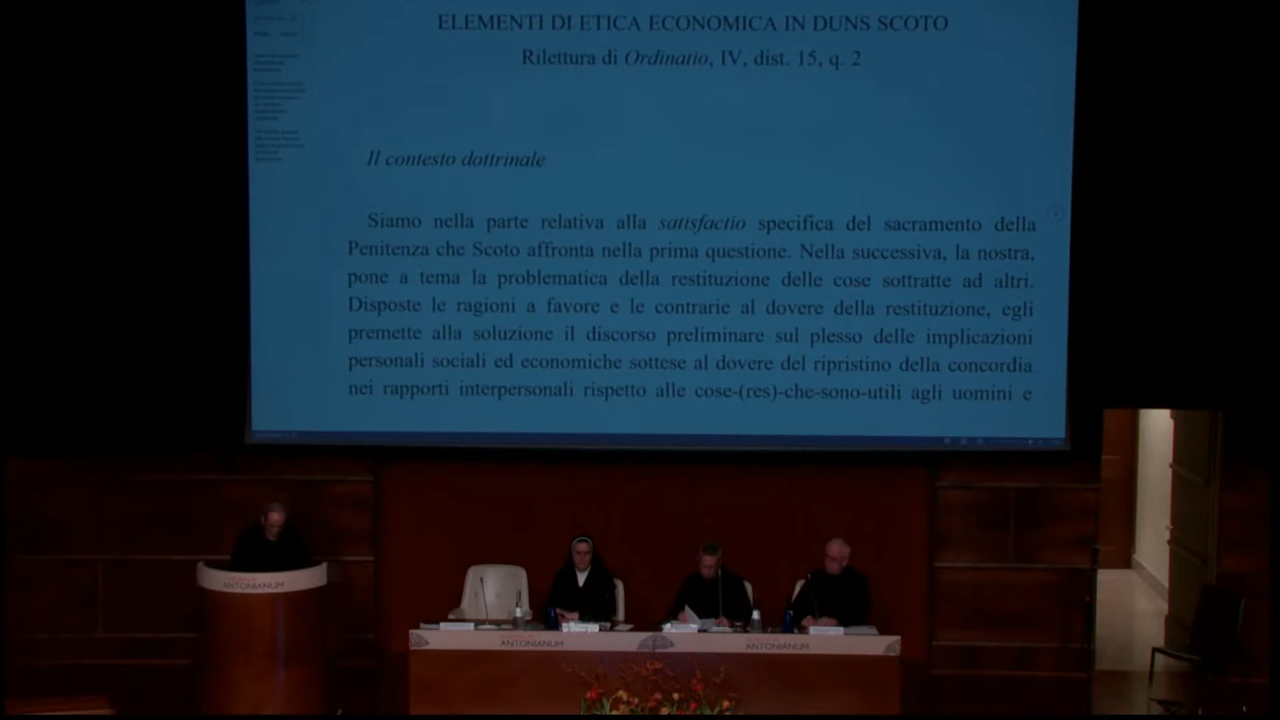 ELEMENTI DI ETICA ECONOMICA IN DUNS SCOTO
Rilettura di Ordinatio, IV, dist. 15, q. 2
Il contesto dottrinale
Siamo nella parte relativa alla satisfactio specifica del sacramento della
Penitenza che Scoto affronta nella prima questione. Nella successiva, la nostra,
pone a tema la problematica della restituzione delle cose sottratte ad altri.
Disposte le ragioni a favore e le contrarie al dovere della restituzione, egli
premette alla soluzione il discorso preliminare sul plesso delle implicazioni
personali sociali ed economiche sottese al dovere del ripristino della concordia
nei rapporti interpersonali rispetto alle cose-(res)-che-sono-utili agli uomini e
ANTONIANUM
ANTONIANUM
ANTONIANUM